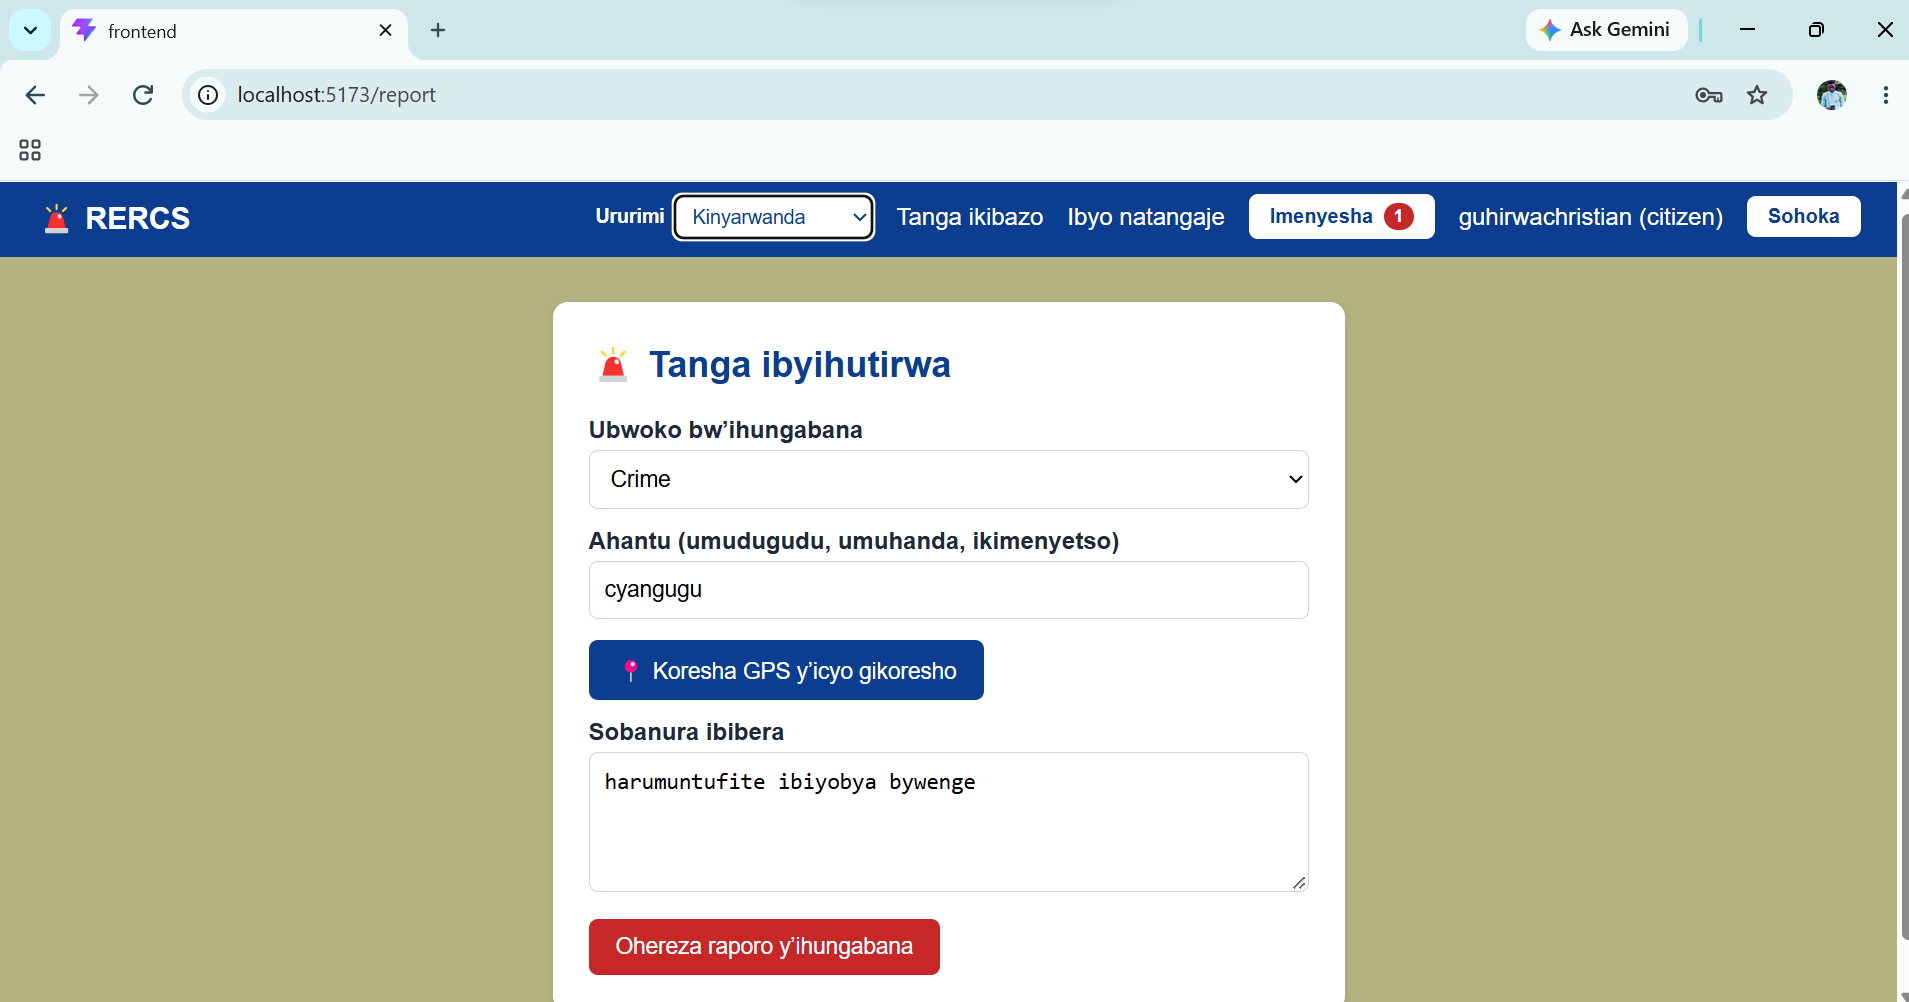 frontend
Ask Gemini
localhost:5173/report
RERCS
Ururimi
Kinyarwanda
Tanga ikibazo
Ibyo natangaje
Imenyesha 1
guhirwachristian (citizen)
Sohoka
Tanga ibyihutirwa
Ubwoko bw’ihungabana
Crime
Ahantu (umudugudu, umuhanda, ikimenyetso)
cyangugu
Koresha GPS y’icyo gikoresho
Sobanura ibibera
harumuntufite ibiyobya bywenge
Ohereza raporo y’ihungabana